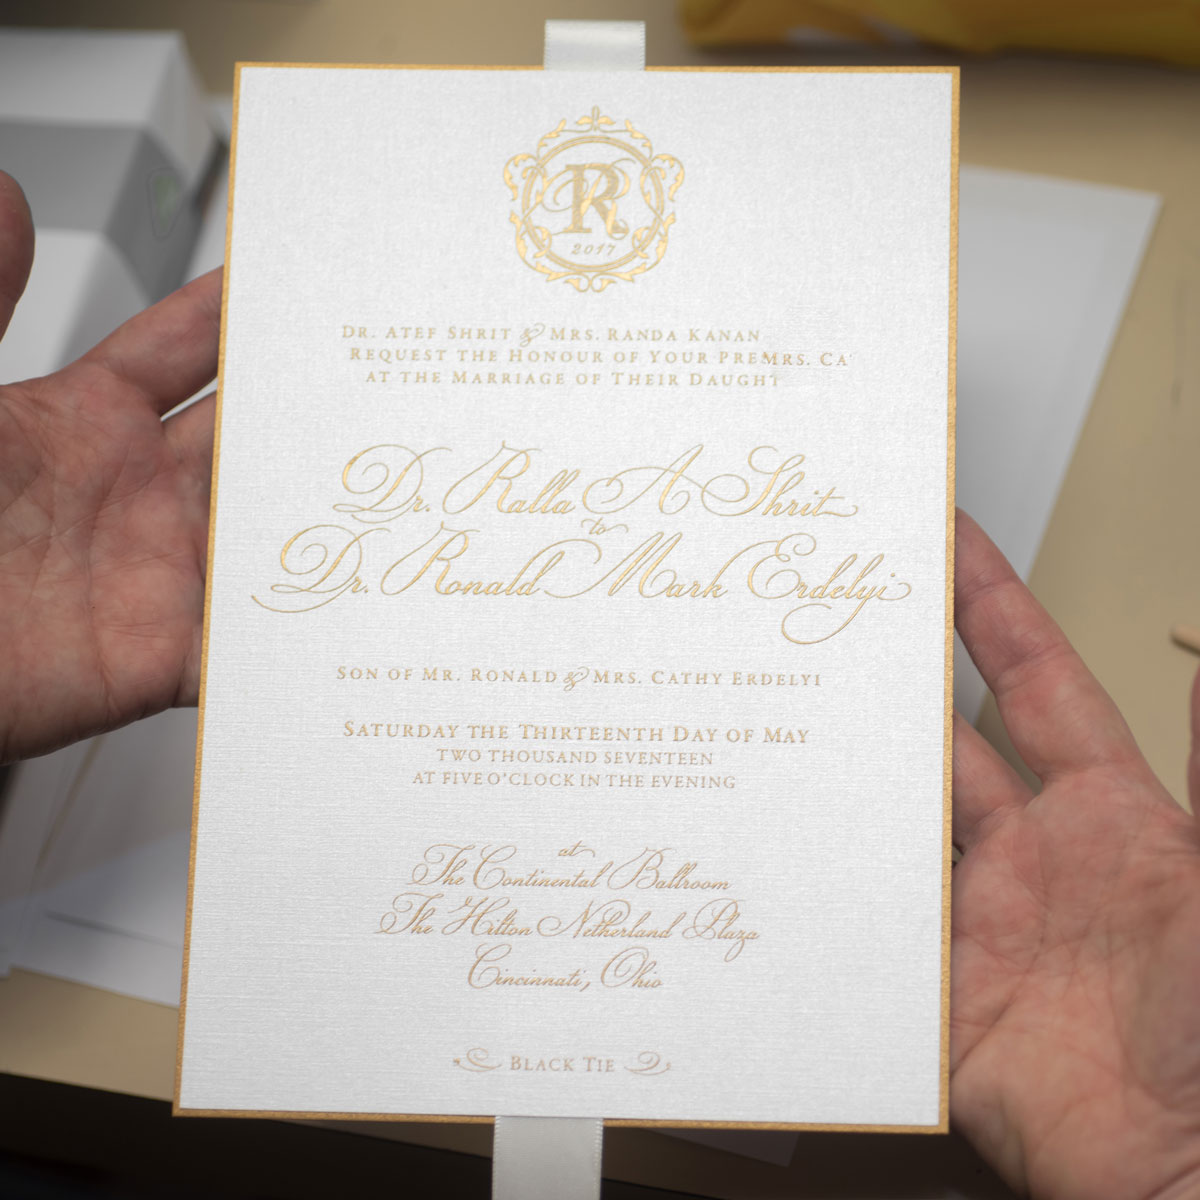 R
2017
DR. ATEF SHRIT & MRS. RANDA KANAN
REQUEST THE HONOUR OF YOUR PREMRS. CA
AT THE MARRIAGE OF THEIR DAUGHT
Dr. Ralla A Shrit
to
Dr. Ronald Mark Erdelyi
SON OF MR. RONALD & MRS. CATHY ERDELYI
SATURDAY THE THIRTEENTH DAY OF MAY
TWO THOUSAND SEVENTEEN
AT FIVE O'CLOCK IN THE EVENING
at
The Continental Ballroom
The Hilton Netherland Plaza
Cincinnati, Ohio
BLACK TIE